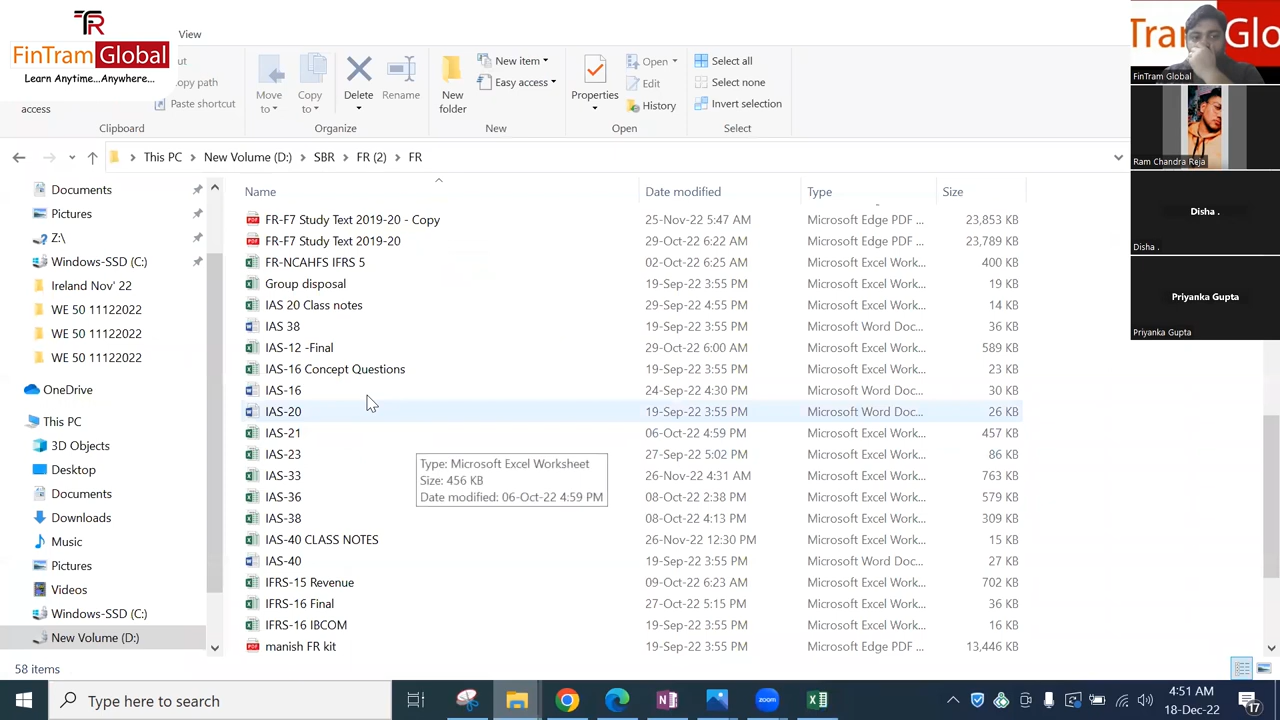 TR
FinTram Global
Learn Anytime...Anywhere...
View
access
ut
py path
Paste shortcut
Clipboard
Move to
Copy to
Delete
Rename
Organize
New folder
New item
Easy access
New
Properties
Open
Edit
History
Open
Select all
Select none
Invert selection
Select
This PC > New Volume (D:) > SBR > FR (2) > FR
Documents
Pictures
Z:\
Windows-SSD (C:)
Ireland Nov' 22
WE 50 11122022
WE 50 11122022
WE 50 11122022
OneDrive
This PC
3D Objects
Desktop
Documents
Downloads
Music
Pictures
Videos
Windows-SSD (C:)
New Volume (D:)
Name Date modified Type Size
FR-F7 Study Text 2019-20 - Copy 25-Nov-22 5:47 AM Microsoft Edge PDF ... 23,853 KB
FR-F7 Study Text 2019-20 29-Oct-22 6:22 AM Microsoft Edge PDF ... 23,789 KB
FR-NCAHFS IFRS 5 02-Oct-22 6:25 AM Microsoft Excel Work... 400 KB
Group disposal 19-Sep-22 3:55 PM Microsoft Excel Work... 19 KB
IAS 20 Class notes 29-Sep-22 4:55 PM Microsoft Excel Work... 14 KB
IAS 38 19-Sep-22 3:55 PM Microsoft Word Doc... 36 KB
IAS-12 -Final 29-Oct-22 6:00 AM Microsoft Excel Work... 589 KB
IAS-16 Concept Questions 19-Sep-22 3:55 PM Microsoft Excel Work... 23 KB
IAS-16 24-Sep-22 4:30 PM Microsoft Word Doc... 30 KB
IAS-20 19-Sep-22 3:55 PM Microsoft Word Doc... 26 KB
IAS-21 06-Oct-22 4:59 PM Microsoft Excel Work... 457 KB
IAS-23 27-Sep-22 5:02 PM Microsoft Excel Work... 86 KB
IAS-33 26-Nov-22 4:31 AM Microsoft Excel Work... 763 KB
IAS-36 08-Oct-22 2:38 PM Microsoft Excel Work... 579 KB
IAS-38 08-Oct-22 4:13 PM Microsoft Excel Work... 309 KB
IAS-40 CLASS NOTES 26-Nov-22 12:30 PM Microsoft Excel Work... 15 KB
IAS-40 19-Sep-22 3:55 PM Microsoft Word Doc... 27 KB
IFRS-15 Revenue 09-Oct-22 6:23 AM Microsoft Excel Work... 702 KB
IFRS-16 Final 27-Oct-22 5:15 PM Microsoft Excel Work... 36 KB
IFRS-16 IBCOM 19-Sep-22 3:55 PM Microsoft Excel Work... 16 KB
manish FR kit 19-Sep-22 3:55 PM Microsoft Edge PDF ... 13,446 KB
Type: Microsoft Excel Worksheet
Size: 456 KB
Date modified: 06-Oct-22 4:59 PM
58 items
Tram Glo
FinTram Global
Ram Chandra Reja
Disha .
Disha .
Priyanka Gupta
Priyanka Gupta
Type here to search
zoom
4:51 AM
18-Dec-22
17